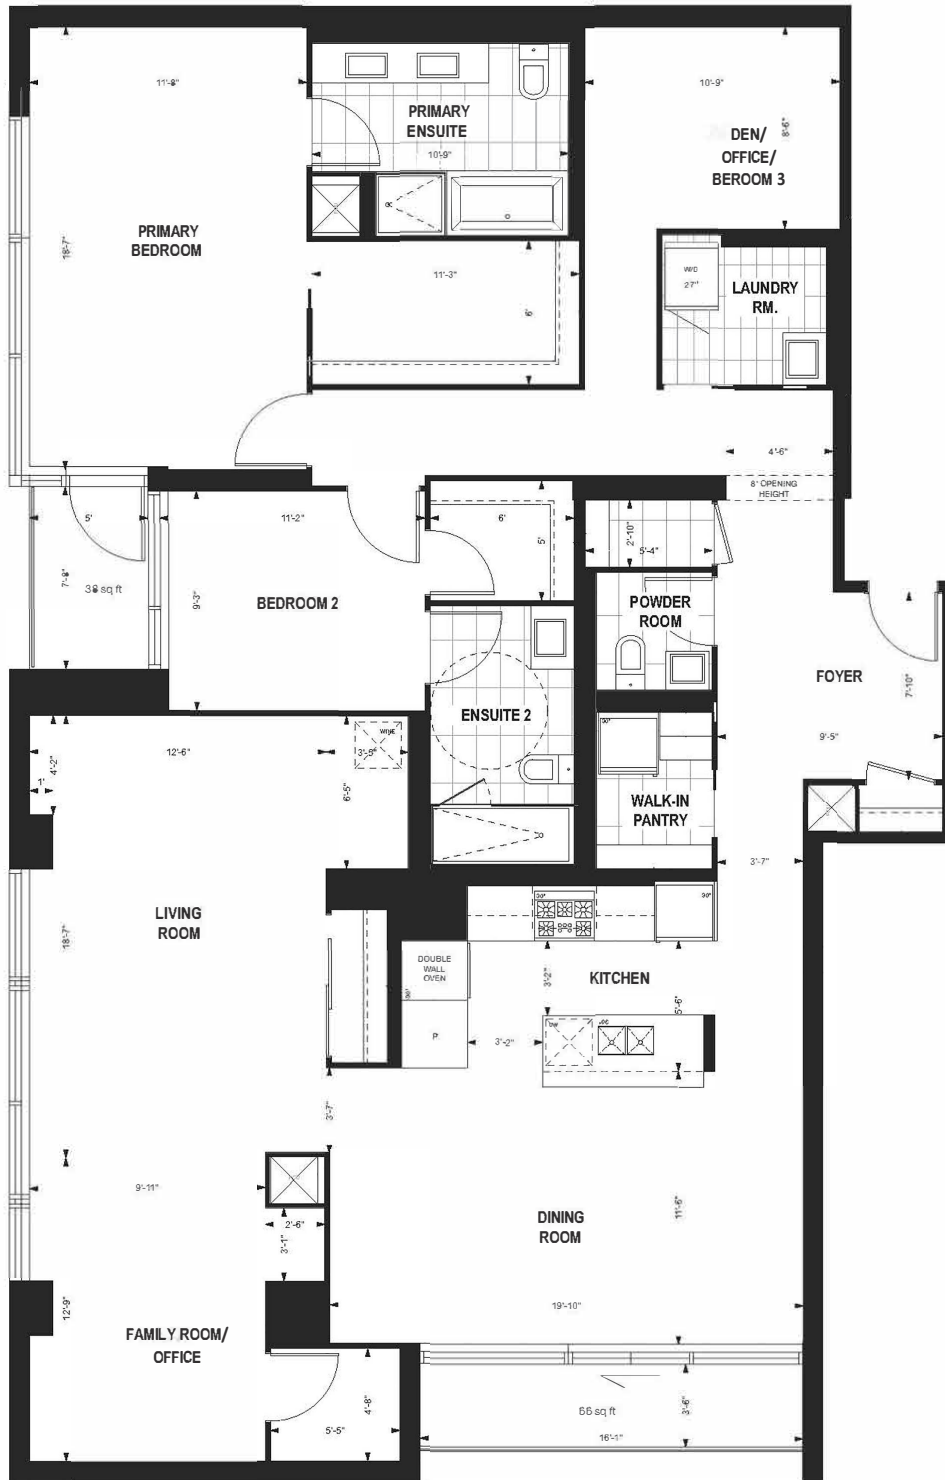 11'-8"
PRIMARY
ENSUITE
10'-9"
10'-9"
8'-6"
DEN/
OFFICE/
BEROOM 3
PRIMARY
BEDROOM
18'-7"
11'-3"
6'
W/D
27"
LAUNDRY
RM.
4'-6"
8' OPENING
HEIGHT
5'
7'-8"
38 sq ft
11'-2"
9'-3"
BEDROOM 2
6'
5'
2'-10"
5'-4"
POWDER
ROOM
FOYER
7'-10"
9'-5"
ENSUITE 2
12'-6"
3'-5"
WINE
4'-2"
1'
6'-5"
30"
WALK-IN
PANTRY
3'-7"
LIVING
ROOM
18'-7"
30"
30"
DOUBLE
WALL
OVEN
30"
P
KITCHEN
3'-2"
5'-6"
3'-2"
DW
3'-7"
9'-11"
2'-6"
3'-1"
DINING
ROOM
11'-6"
19'-10"
12'-9"
FAMILY ROOM/
OFFICE
4'-8"
5'-5"
56 sq ft
3'-6"
16'-1"